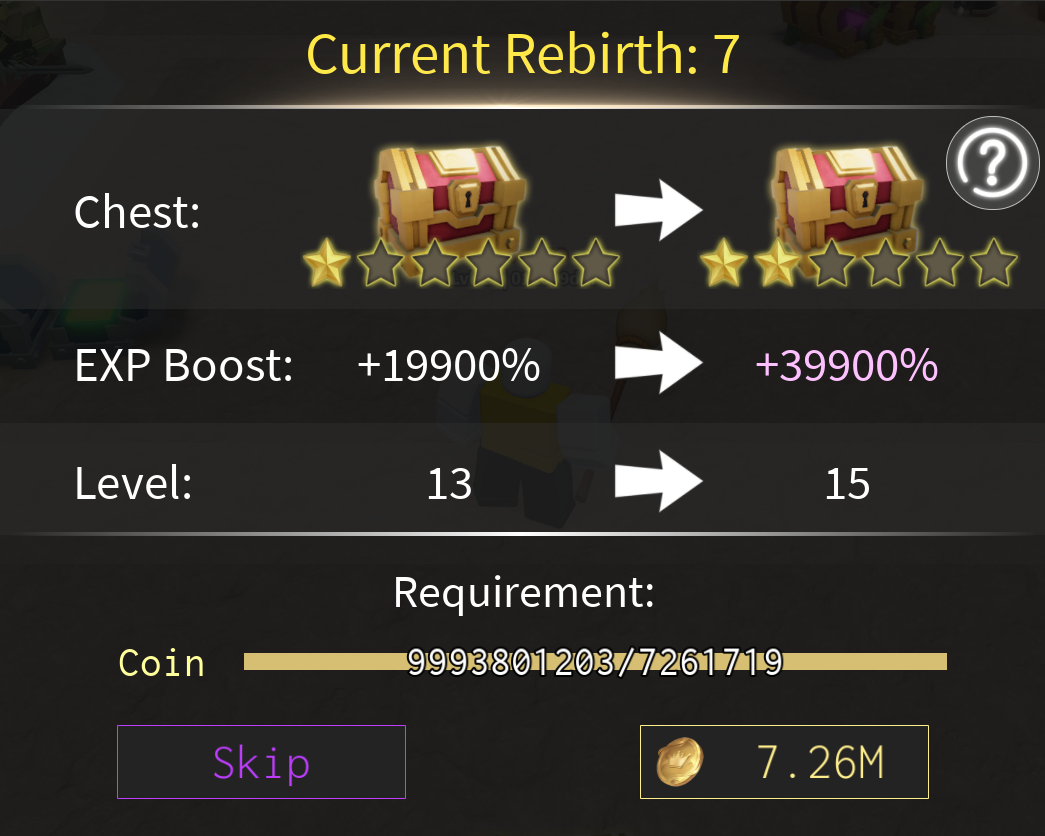 Current Rebirth: 7
Chest:
EXP Boost: +19900% +39900%
Level: 13 15
Requirement:
Coin 9993801203/7261719
Skip 7.26M